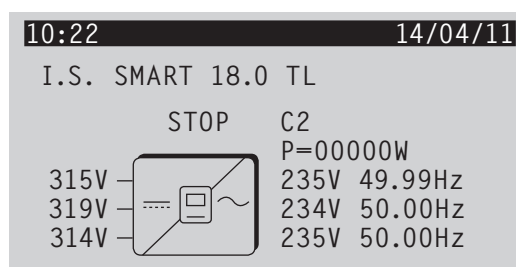 10:22 14/04/11
I.S. SMART 18.0 TL
STOP C2
P=00000W
315V 235V 49.99Hz
319V 234V 50.00Hz
314V 235V 50.00Hz